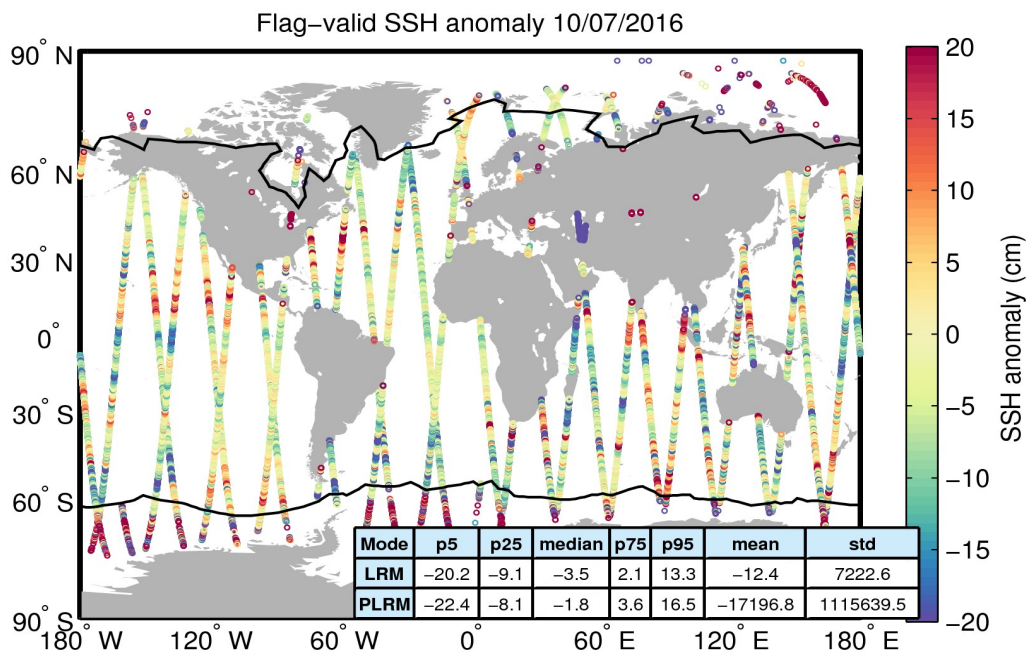 Flag−valid SSH anomaly 10/07/2016
90° N
60° N
30° N
0°
30° S
60° S
90° S
180° W 120° W 60° W 0° 60° E 120° E 180° E
20
15
10
5
0
−5
−10
−15
−20
SSH anomaly (cm)
Mode p5 p25 median p75 p95 mean std
LRM −20.2 −9.1 −3.5 2.1 13.3 −12.4 7222.6
PLRM −22.4 −8.1 −1.8 3.6 16.5 −17196.8 1115639.5